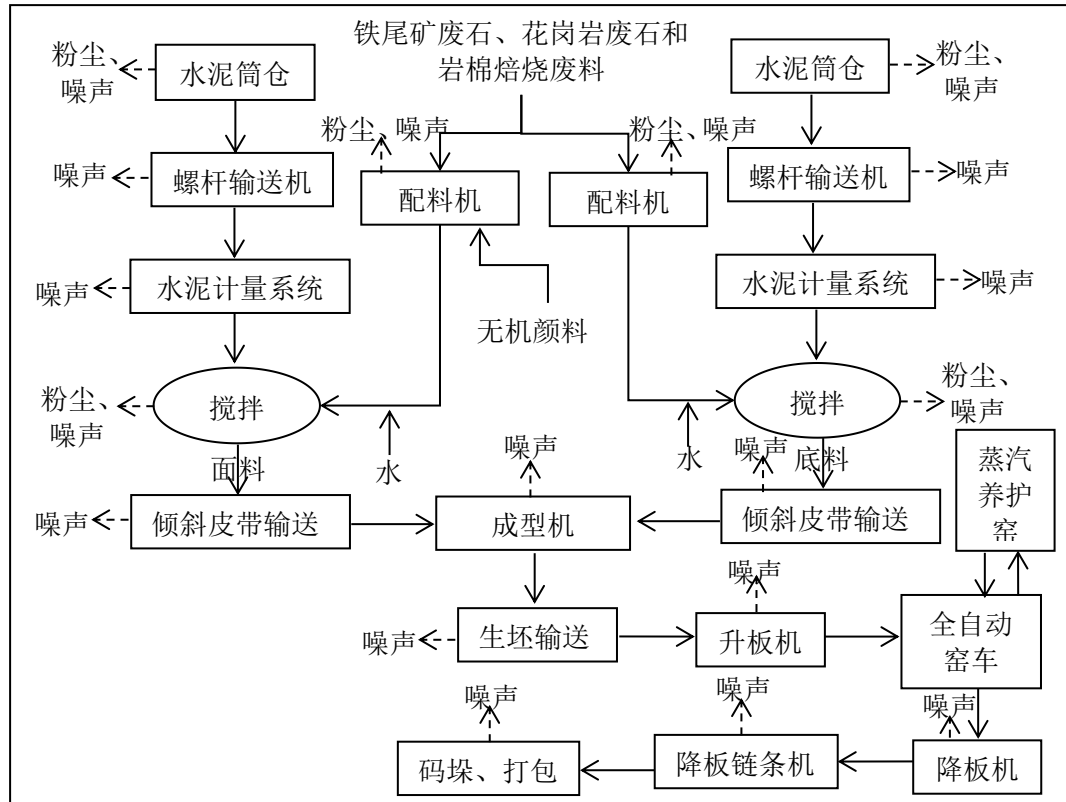 粉尘、
噪声
水泥筒仓
铁尾矿废石、花岗岩废石和
岩棉焙烧废料
水泥筒仓
粉尘、
噪声
粉尘、噪声
粉尘、噪声
噪声
螺杆输送机
配料机
配料机
螺杆输送机
噪声
噪声
水泥计量系统
无机颜料
水泥计量系统
噪声
粉尘、
噪声
搅拌
水
水
搅拌
粉尘、
噪声
面料
噪声
噪声
底料
蒸汽
养护
窑
噪声
倾斜皮带输送
成型机
倾斜皮带输送
噪声
噪声
生坯输送
升板机
全自动
窑车
噪声
噪声
噪声
码垛、打包
降板链条机
降板机